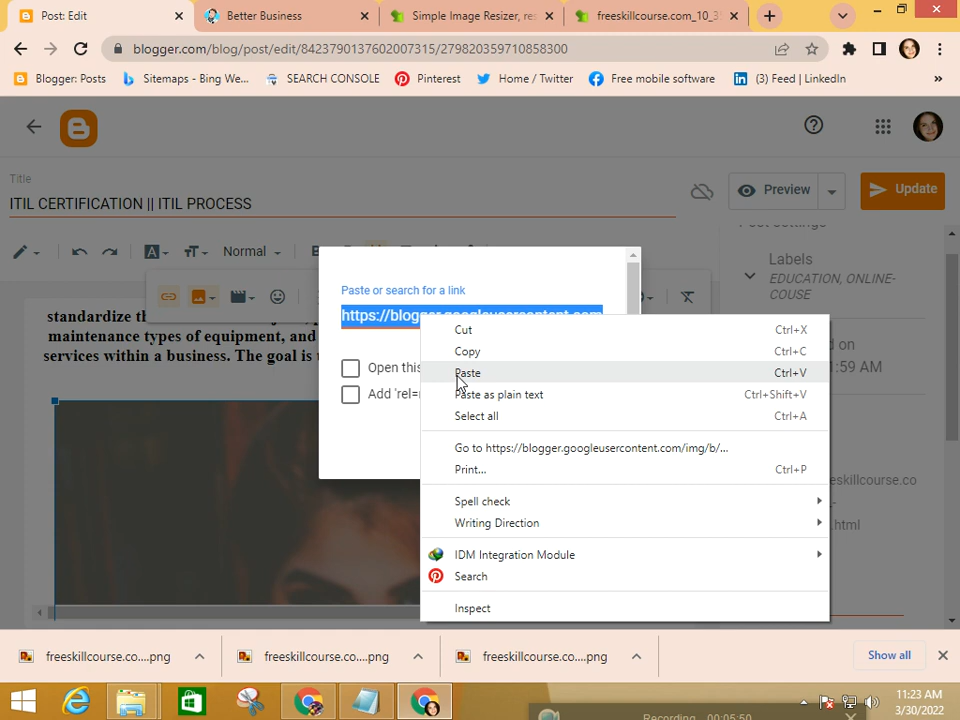 Post: Edit
Better Business
Simple Image Resizer, res
freeskillcourse.com_10_3
blogger.com/blog/post/edit/8423790137602007315/279820359710858300
Blogger: Posts
Sitemaps - Bing We...
SEARCH CONSOLE
Pinterest
Home / Twitter
Free mobile software
(3) Feed | LinkedIn
»
Title
ITIL CERTIFICATION || ITIL PROCESS
Preview
Update
Normal
Labels
EDUCATION, ONLINE-
COUSE
standardize th
maintenance types of equipment, and
services within a business. The goal is
Paste or search for a link
https://blogger.googleusercontent.com
Open this
Add 'rel=
Cut Ctrl+X
Copy Ctrl+C
Paste Ctrl+V
Paste as plain text Ctrl+Shift+V
Select all Ctrl+A
Go to https://blogger.googleusercontent.com/img/b/...
Print... Ctrl+P
Spell check
Writing Direction
IDM Integration Module
Search
Inspect
d on
:59 AM
eskillcourse.co
.html
freeskillcourse.co....png
freeskillcourse.co....png
freeskillcourse.co....png
Show all
11:23 AM
3/30/2022
Recording 00:05:50